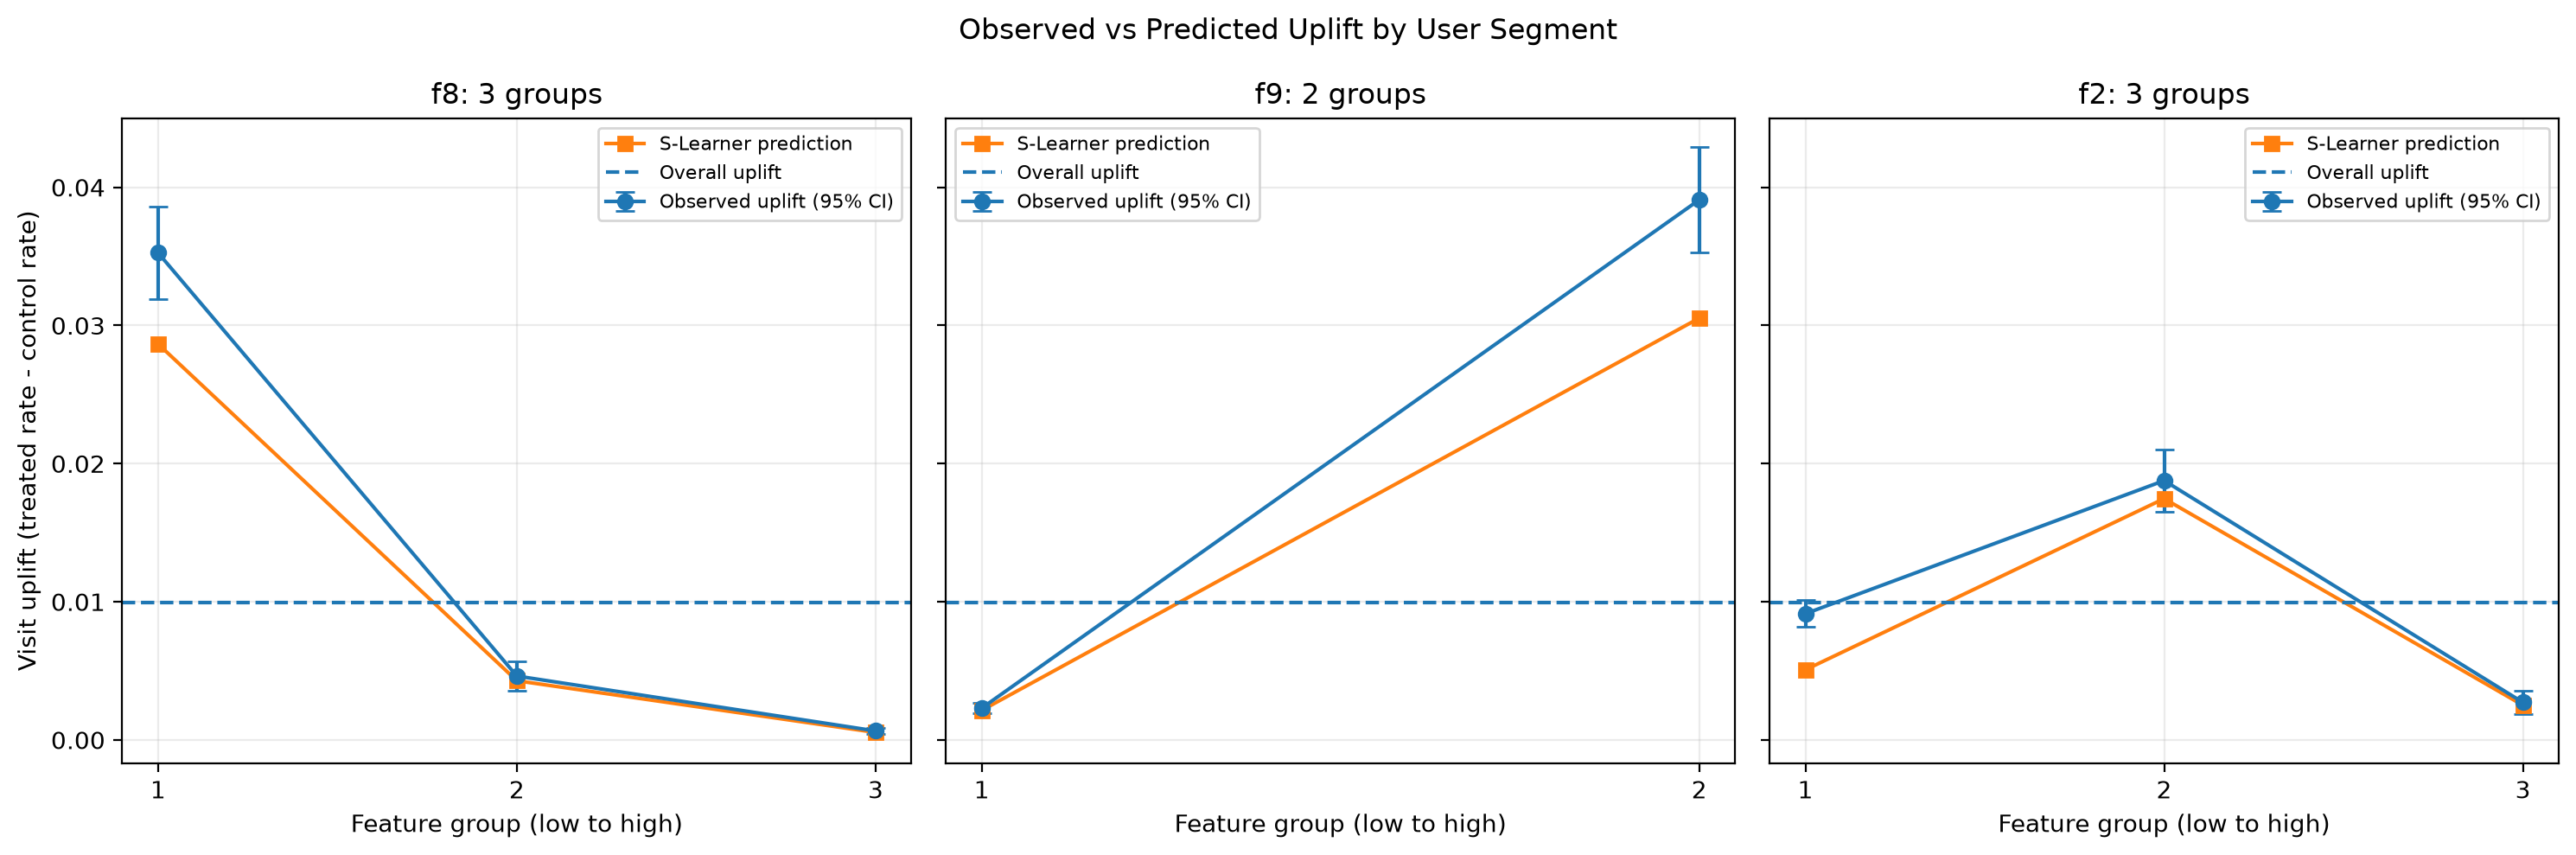 Observed vs Predicted Uplift by User Segment
f8: 3 groups
S-Learner prediction
Overall uplift
Observed uplift (95% CI)
Visit uplift (treated rate - control rate)
0.04
0.03
0.02
0.01
0.00
1
2
3
Feature group (low to high)
f9: 2 groups
S-Learner prediction
Overall uplift
Observed uplift (95% CI)
1
2
Feature group (low to high)
f2: 3 groups
S-Learner prediction
Overall uplift
Observed uplift (95% CI)
1
2
3
Feature group (low to high)